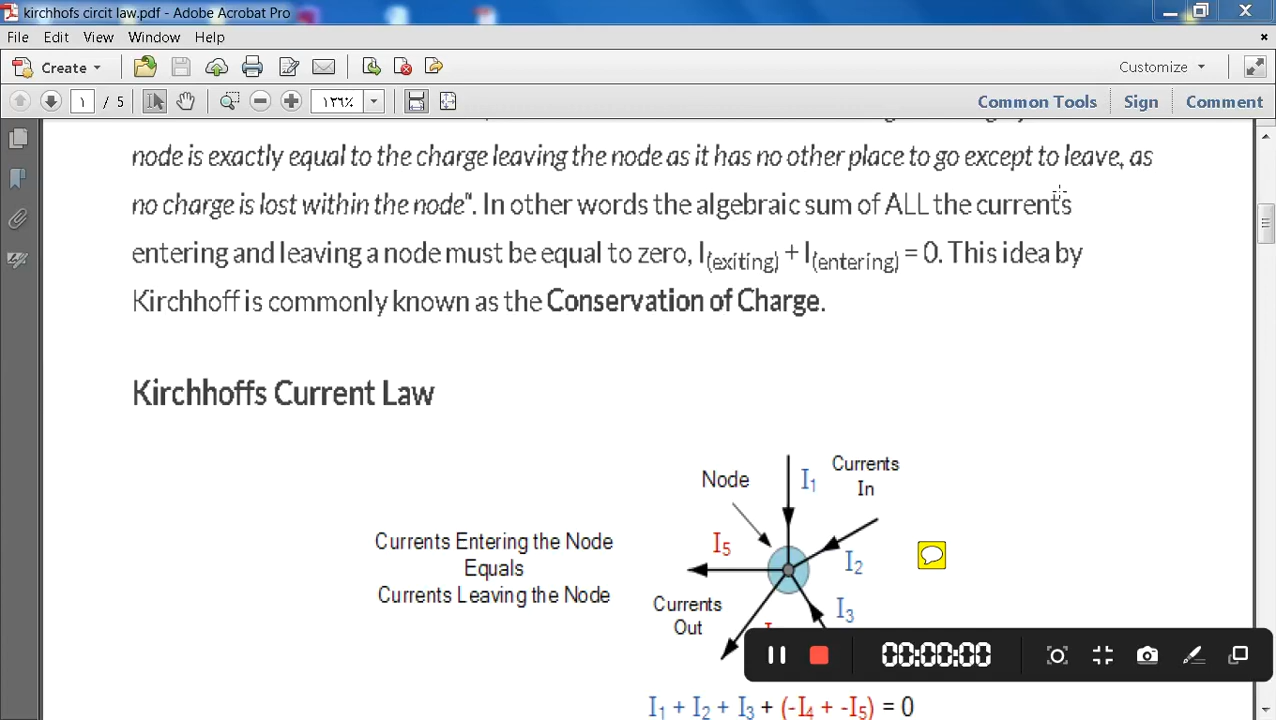 kirchhofs circit law.pdf - Adobe Acrobat Pro
File Edit View Window Help
Create
Customize
١ / 5
١٢٦٪
Common Tools Sign Comment
node is exactly equal to the charge leaving the node as it has no other place to go except to leave, as
no charge is lost within the node". In other words the algebraic sum of ALL the currents
entering and leaving a node must be equal to zero, I(exiting) + I(entering) = 0. This idea by
Kirchhoff is commonly known as the Conservation of Charge.
Kirchhoffs Current Law
Currents
In
Node
I1
Currents Entering the Node
Equals
Currents Leaving the Node
I5
I2
Currents
Out
I3
00:00:00
I1 + I2 + I3 + (-I4 + -I5) = 0